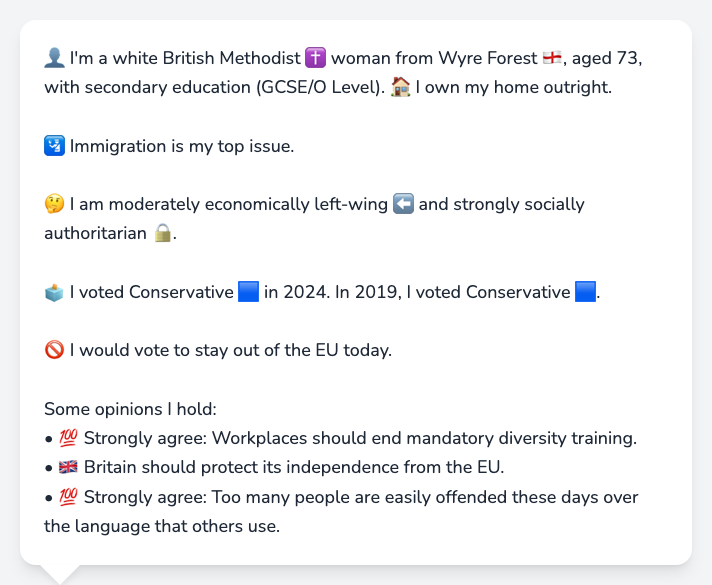 👤 I'm a white British Methodist ✝️ woman from Wyre Forest 🏴󠁧󠁢󠁥󠁮󠁧󠁿, aged 73,
with secondary education (GCSE/O Level). 🏠 I own my home outright.
🛂 Immigration is my top issue.
🤔 I am moderately economically left-wing ⬅️ and strongly socially
authoritarian 🔒.
🗳️ I voted Conservative 🟦 in 2024. In 2019, I voted Conservative 🟦.
🚫 I would vote to stay out of the EU today.
Some opinions I hold:
• 💯 Strongly agree: Workplaces should end mandatory diversity training.
• 🇬🇧 Britain should protect its independence from the EU.
• 💯 Strongly agree: Too many people are easily offended these days over
the language that others use.